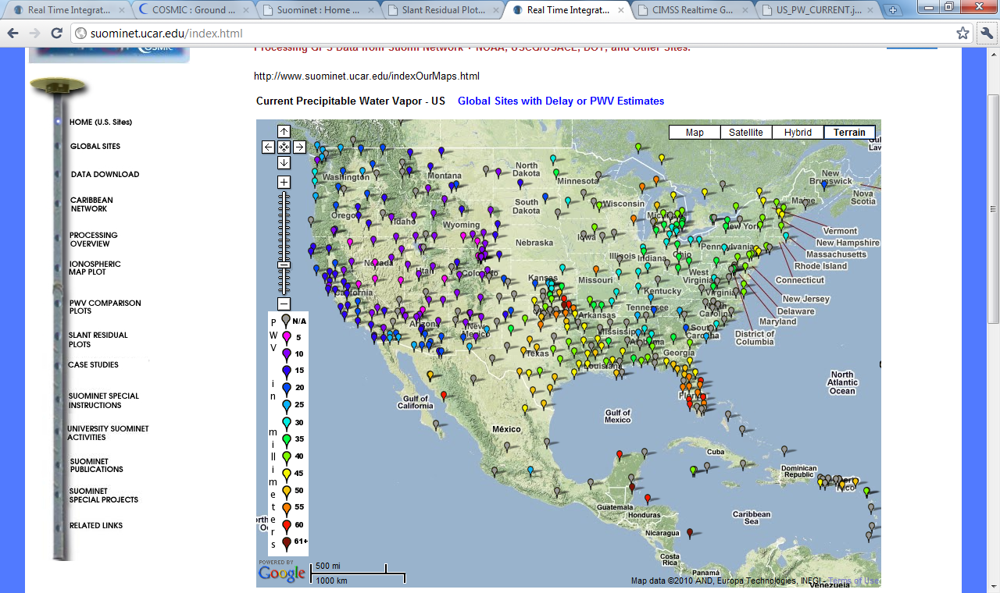 Real Time Integrat...
COSMIC : Ground ...
Suominet : Home ...
Slant Residual Plot...
Real Time Integrat...
CIMSS Realtime G...
US_PW_CURRENT.j...
suominet.ucar.edu/index.html
COSMIC
Processing GPS Data from Suomi Network + NOAA, USCG/USACE, DOT, and Other Sites.
http://www.suominet.ucar.edu/indexOurMaps.html
Current Precipitable Water Vapor - US Global Sites with Delay or PWV Estimates
HOME (U.S. Sites)
GLOBAL SITES
DATA DOWNLOAD
CARIBBEAN
NETWORK
PROCESSING
OVERVIEW
IONOSPHERIC
MAP PLOT
PWV COMPARISON
PLOTS
SLANT RESIDUAL
PLOTS
CASE STUDIES
SUOMINET SPECIAL
INSTRUCTIONS
UNIVERSITY SUOMINET
ACTIVITIES
SUOMINET
PUBLICATIONS
SUOMINET
SPECIAL PROJECTS
RELATED LINKS
Map Satellite Hybrid Terrain
Washington
Montana
North
Dakota
Minnesota
New
Brunswick
Nova
Scotia
Maine
Oregon
Idaho
Wyoming
South
Dakota
Wisconsin
New York
Vermont
New Hampshire
Massachusetts
Rhode Island
Connecticut
New Jersey
Delaware
Maryland
District of
Columbia
Nebraska
Iowa
Illinois
Indiana
Ohio
Pennsylvania
Nevada
Utah
Colorado
Kansas
Missouri
West
Virginia
Virginia
Kentucky
California
Arizona
New
Mexico
Arkansas
Tennessee
North
Carolina
South
Carolina
Mississippi
Alabama
Georgia
Texas
Louisiana
Florida
Gulf of
California
Gulf of
Mexico
North
Atlantic
Ocean
México
Cuba
Dominican
Republic
Puerto
Rico
Guatemala
Honduras
Nicaragua
Caribbean
Sea
Costa
Rica
Panamá
Venezuela
PWV in millimeters
N/A
5
10
15
20
25
30
35
40
45
50
55
60
61+
POWERED BY
Google
500 mi
1000 km
Map data ©2010 AND, Europa Technologies, INEGI - Terms of Use